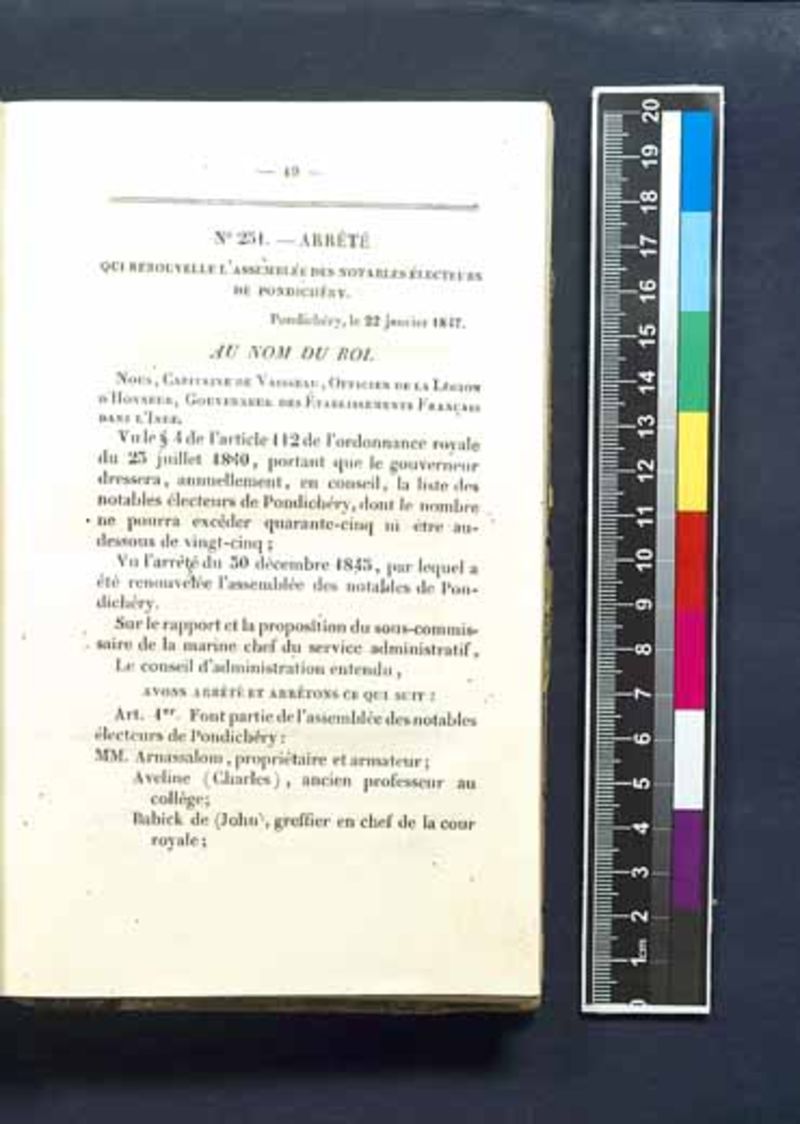 — 49 —
N° 251. — ARRÊTÉ
QUI RENOUVELLE L'ASSEMBLÉE DES NOTABLES ÉLECTEURS
DE PONDICHÉRY.
Pondichéry, le 22 janvier 1847.
AU NOM DU ROI.
Nous, Capitaine de Vaisseau, Officier de la Légion
d'Honneur, Gouverneur des Établissements Français
dans l'Inde,
Vu le § 4 de l'article 112 de l'ordonnance royale
du 23 juillet 1840, portant que le gouverneur
dressera, annuellement, en conseil, la liste des
notables électeurs de Pondichéry, dont le nombre
ne pourra excéder quarante-cinq ni être au-
dessous de vingt-cinq ;
Vu l'arrêté du 30 décembre 1845, par lequel a
été renouvelée l'assemblée des notables de Pon-
dichéry.
Sur le rapport et la proposition du sous-commis-
saire de la marine chef du service administratif,
Le conseil d'administration entendu,
AVONS ARRÊTÉ ET ARRÊTONS CE QUI SUIT :
Art. 1er. Font partie de l'assemblée des notables
électeurs de Pondichéry :
MM. Arnassalom, propriétaire et armateur ;
Aveline (Charles), ancien professeur au
collège ;
Babick de (John), greffier en chef de la cour
royale ;
20
19
18
17
16
15
14
13
12
11
10
9
8
7
6
5
4
3
2
1cm
0